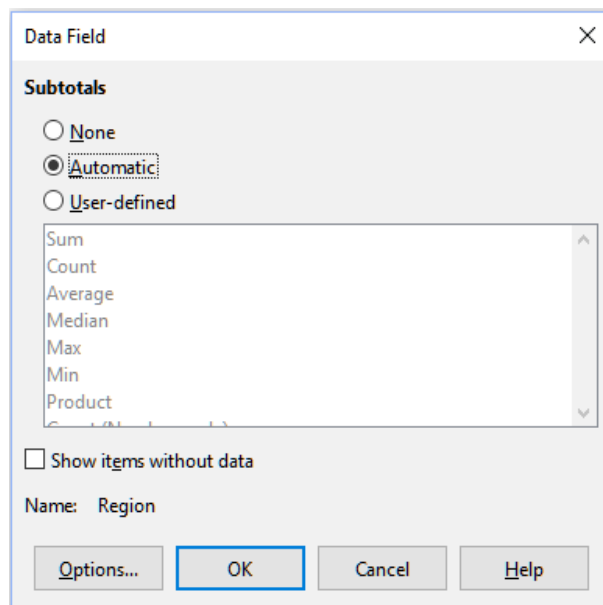 Data Field
Subtotals
None
Automatic
User-defined
Sum
Count
Average
Median
Max
Min
Product
Show items without data
Name: Region
Options...
OK
Cancel
Help